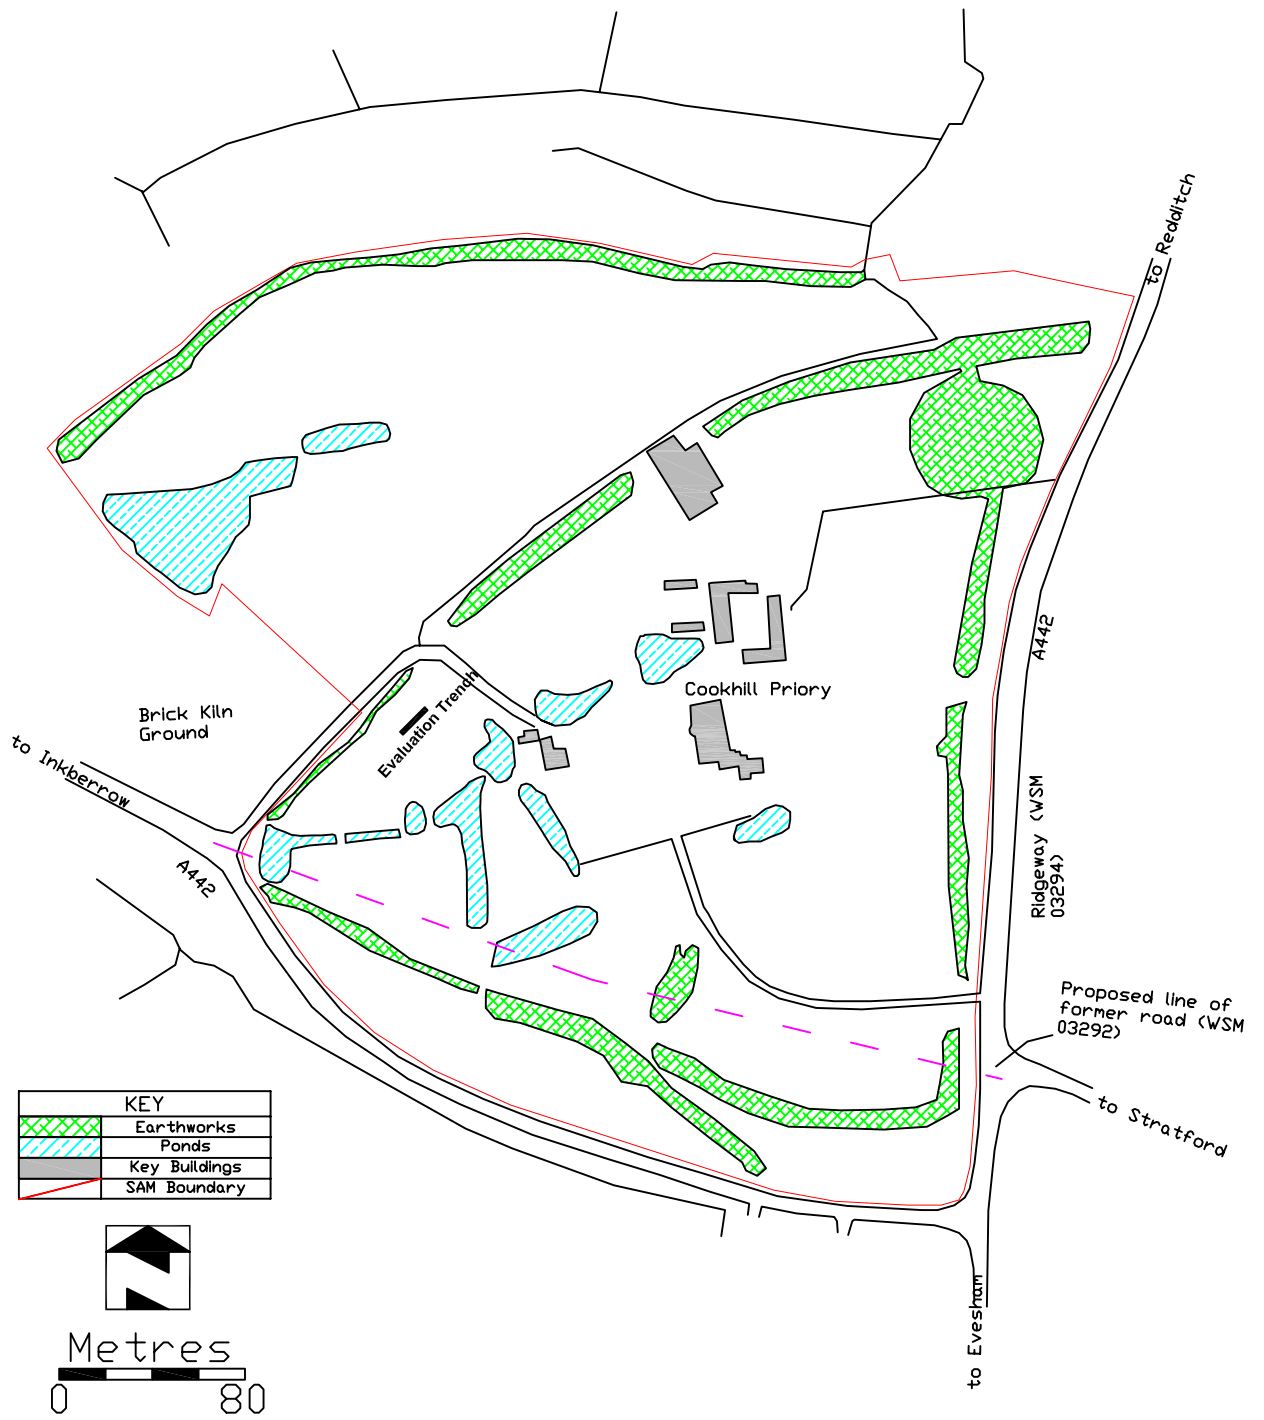 to Redditch
A442
Cookhill Priory
Evaluation Trench
Brick Kiln
Ground
to Inkberrow
A442
Ridgeway (WSM
03294)
Proposed line of
former road (WSM
03292)
to Stratford
to Evesham
KEY
Earthworks
Ponds
Key Buildings
SAM Boundary
Metres
0 80